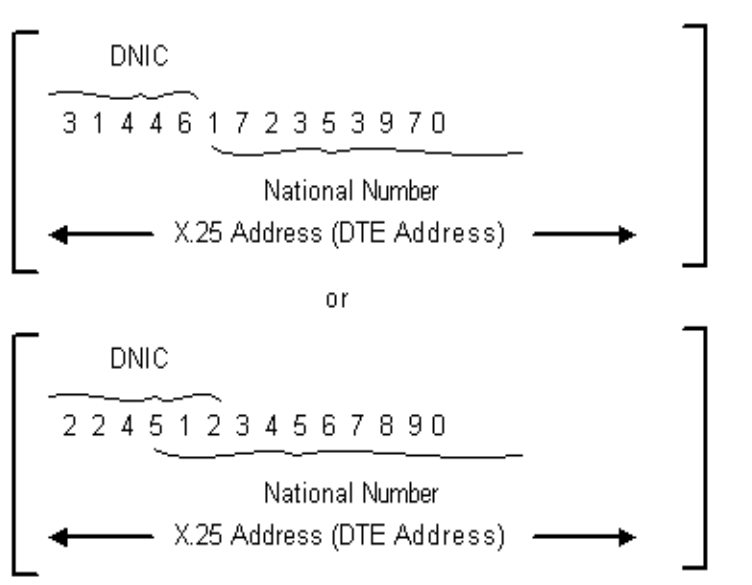 DNIC
3 1 4 4 6 1 7 2 3 5 3 9 7 0
National Number
X.25 Address (DTE Address)
or
DNIC
2 2 4 5 1 2 3 4 5 6 7 8 9 0
National Number
X.25 Address (DTE Address)